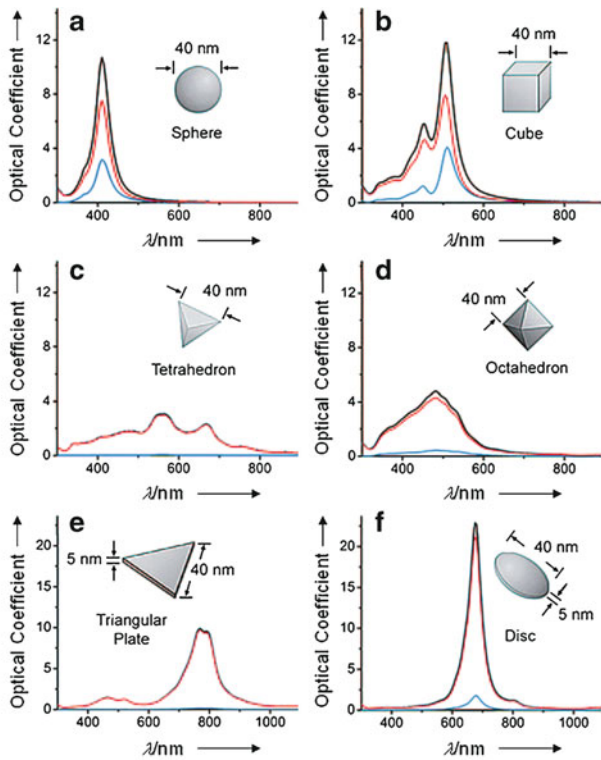 a
40 nm
Sphere
12
8
4
0
400 600 800
Optical Coefficient
λ/nm
b
40 nm
Cube
12
8
4
0
400 600 800
Optical Coefficient
λ/nm
c
40 nm
Tetrahedron
12
8
4
0
400 600 800
Optical Coefficient
λ/nm
d
40 nm
Octahedron
12
8
4
0
400 600 800
Optical Coefficient
λ/nm
e
5 nm
40 nm
Triangular
Plate
20
15
10
5
0
400 600 800 1000
Optical Coefficient
λ/nm
f
40 nm
5 nm
Disc
20
15
10
5
0
400 600 800 1000
Optical Coefficient
λ/nm